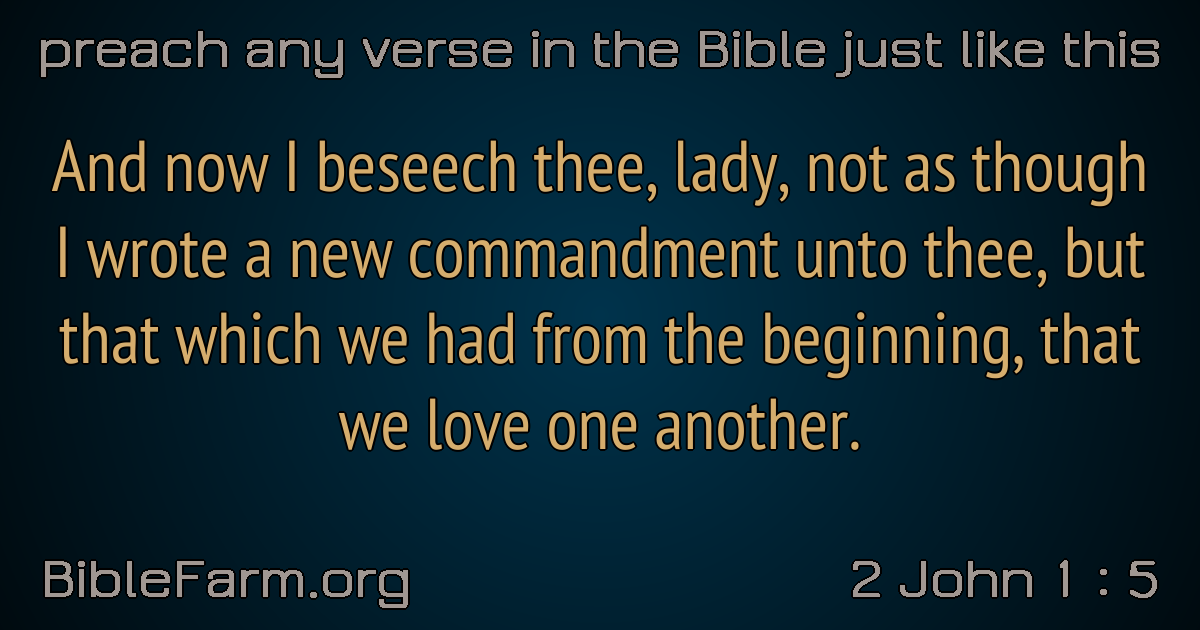 preach any verse in the Bible just like this
And now I beseech thee, lady, not as though
I wrote a new commandment unto thee, but
that which we had from the beginning, that
we love one another.
BibleFarm.org
2 John 1 : 5